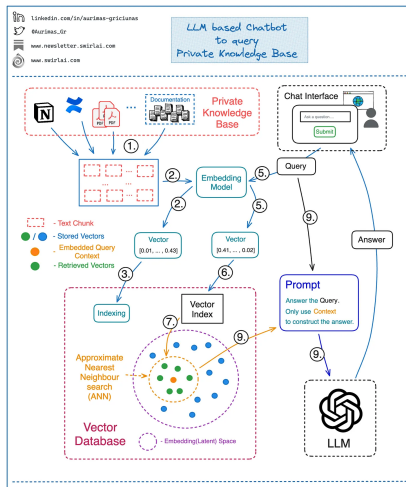 linkedin.com/in/aurimas-griciunas
@Aurimas_Gr
www.newsletter.swirlai.com
www.swirlai.com
LLM based Chatbot
to query
Private Knowledge Base
Documentation
...
PDF
PDF
Private
Knowledge
Base
Chat Interface
Ask a question...
Submit
1.
...
...
...
2.
Embedding
Model
5.
Query
- Text Chunk
/
- Stored Vectors
- Embedded Query
Context
- Retrieved Vectors
2.
5.
9.
Answer
Vector
[0.01, ... , 0.43]
Vector
[0.41, ... , 0.02]
3.
6.
Indexing
Vector
Index
Prompt
Answer the Query.
Only use Context
to construct the answer.
7.
9.
9.
Approximate
Nearest
Neighbour
search
(ANN)
Vector
Database
- Embedding(Latent) Space
LLM